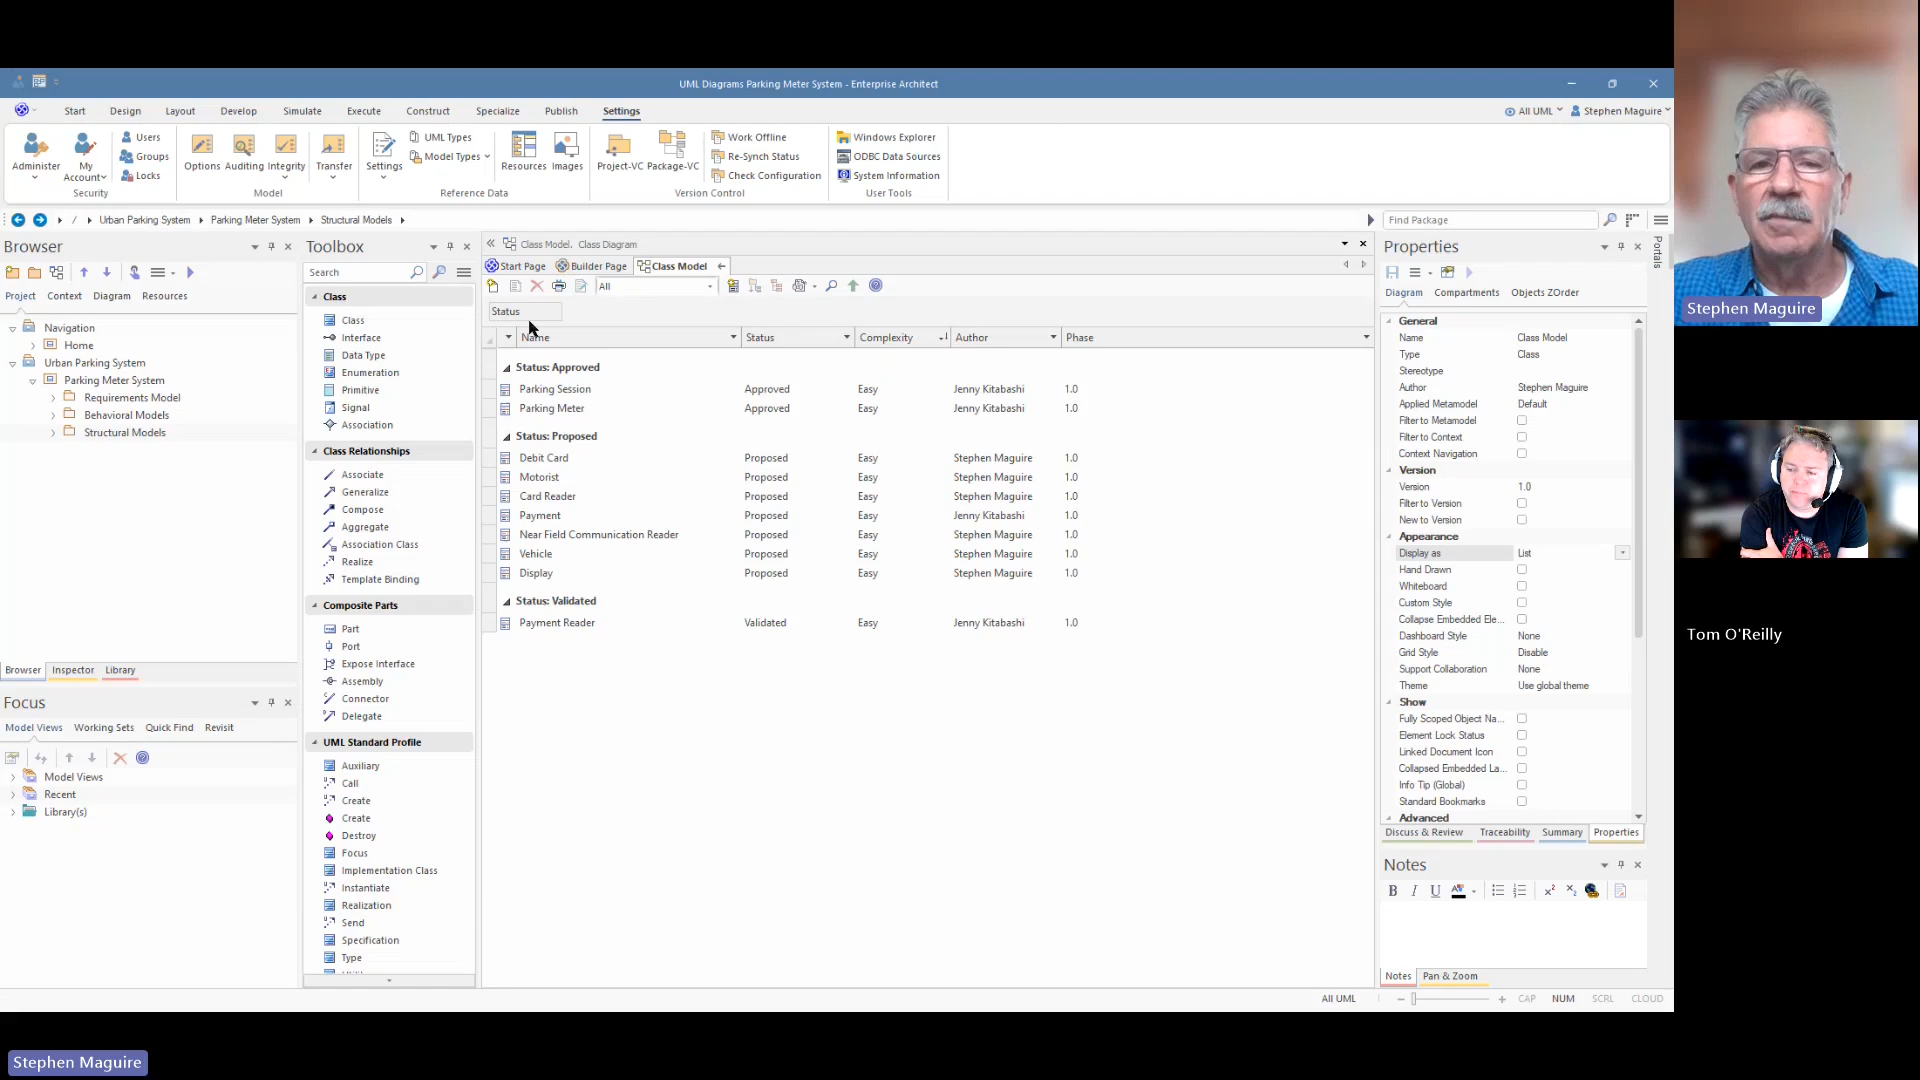 UML Diagrams Parking Meter System - Enterprise Architect
Start Design Layout Develop Simulate Execute Construct Specialize Publish Settings All UML Stephen Maguire
Administer My Account Users Groups Locks Security
Options Auditing Integrity Transfer Model
Settings UML Types Model Types Resources Images Reference Data
Project-VC Package-VC Work Offline Re-Synch Status Check Configuration Version Control
Windows Explorer ODBC Data Sources System Information User Tools
/ Urban Parking System Parking Meter System Structural Models Find Package
Browser
Project Context Diagram Resources
Navigation
Home
Urban Parking System
Parking Meter System
Requirements Model
Behavioral Models
Structural Models
Browser Inspector Library
Focus
Model Views Working Sets Quick Find Revisit
Model Views
Recent
Library(s)
Toolbox
Search
Class
Class
Interface
Data Type
Enumeration
Primitive
Signal
Association
Class Relationships
Associate
Generalize
Compose
Aggregate
Association Class
Realize
Template Binding
Composite Parts
Part
Port
Expose Interface
Assembly
Connector
Delegate
UML Standard Profile
Auxiliary
Call
Create
Create
Destroy
Focus
Implementation Class
Instantiate
Realization
Send
Specification
Type
Class Model. Class Diagram
Start Page Builder Page Class Model
All
Status
Name Status Complexity Author Phase
Status: Approved
Parking Session Approved Easy Jenny Kitabashi 1.0
Parking Meter Approved Easy Jenny Kitabashi 1.0
Status: Proposed
Debit Card Proposed Easy Stephen Maguire 1.0
Motorist Proposed Easy Stephen Maguire 1.0
Card Reader Proposed Easy Stephen Maguire 1.0
Payment Proposed Easy Jenny Kitabashi 1.0
Near Field Communication Reader Proposed Easy Stephen Maguire 1.0
Vehicle Proposed Easy Stephen Maguire 1.0
Display Proposed Easy Stephen Maguire 1.0
Status: Validated
Payment Reader Validated Easy Jenny Kitabashi 1.0
Properties
Diagram Compartments Objects ZOrder
General
Name Class Model
Type Class
Stereotype
Author Stephen Maguire
Applied Metamodel Default
Filter to Metamodel
Filter to Context
Context Navigation
Version
Version 1.0
Filter to Version
New to Version
Appearance
Display as List
Hand Drawn
Whiteboard
Custom Style
Collapse Embedded Ele...
Dashboard Style None
Grid Style Disable
Support Collaboration None
Theme Use global theme
Show
Fully Scoped Object Na...
Element Lock Status
Linked Document Icon
Collapsed Embedded La...
Info Tip (Global)
Standard Bookmarks
Advanced
Discuss & Review Traceability Summary Properties
Notes
B I U
Notes Pan & Zoom
Portals
All UML CAP NUM SCRL CLOUD
Stephen Maguire
Tom O'Reilly
Stephen Maguire